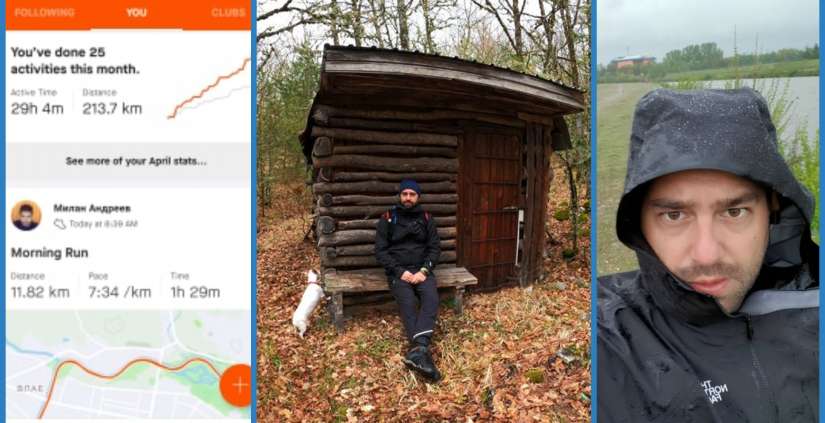 FOLLOWING YOU CLUBS
You've done 25
activities this month.
Active Time Distance
29h 4m 213.7 km
See more of your April stats...
Милан Андреев
Today at 8:39 AM
Morning Run
Distance Pace Time
11.82 km 7:34 /km 1h 29m